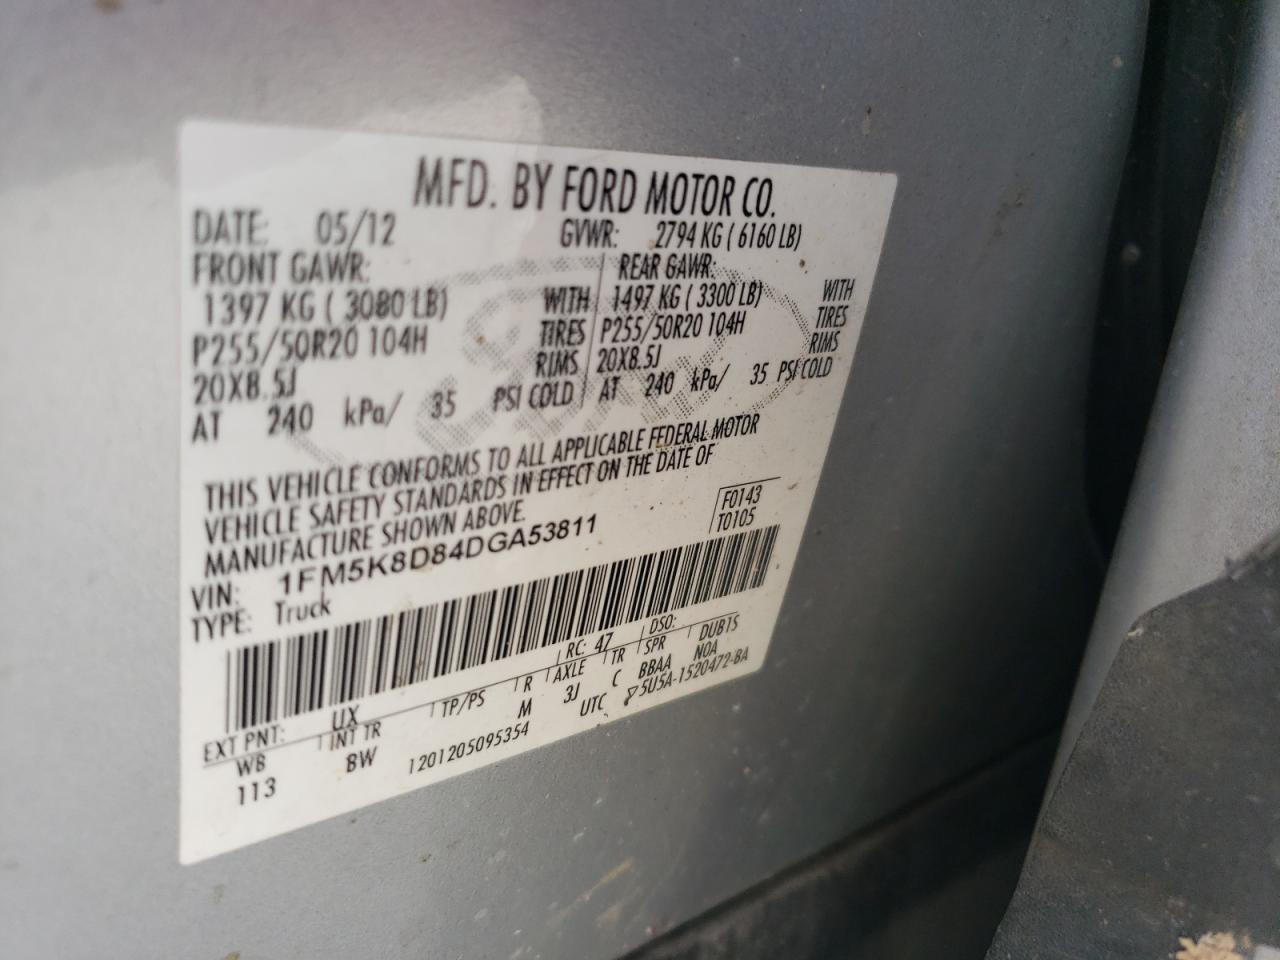 MFD. BY FORD MOTOR CO.
DATE: 05/12 GVWR: 2794 KG ( 6160 LB)
FRONT GAWR: REAR GAWR:
1397 KG ( 3080 LB) WITH 1497 KG ( 3300 LB) WITH
P255/50R20 104H TIRES P255/50R20 104H TIRES
20X8.5J RIMS 20X8.5J RIMS
AT 240 kPa/ 35 PSI COLD AT 240 kPa/ 35 PSI COLD
THIS VEHICLE CONFORMS TO ALL APPLICABLE FEDERAL MOTOR
VEHICLE SAFETY STANDARDS IN EFFECT ON THE DATE OF
MANUFACTURE SHOWN ABOVE.
F0143
T0105
VIN: 1FM5K8D84DGA53811
TYPE: Truck
EXT PNT: UX RC: 47 DSO:
WB INT TR TP/PS R AXLE TR SPR DUB1S
113 BW M 3J C BBAA NOA
1201205095354 UTC 5U5A-1520472-BA